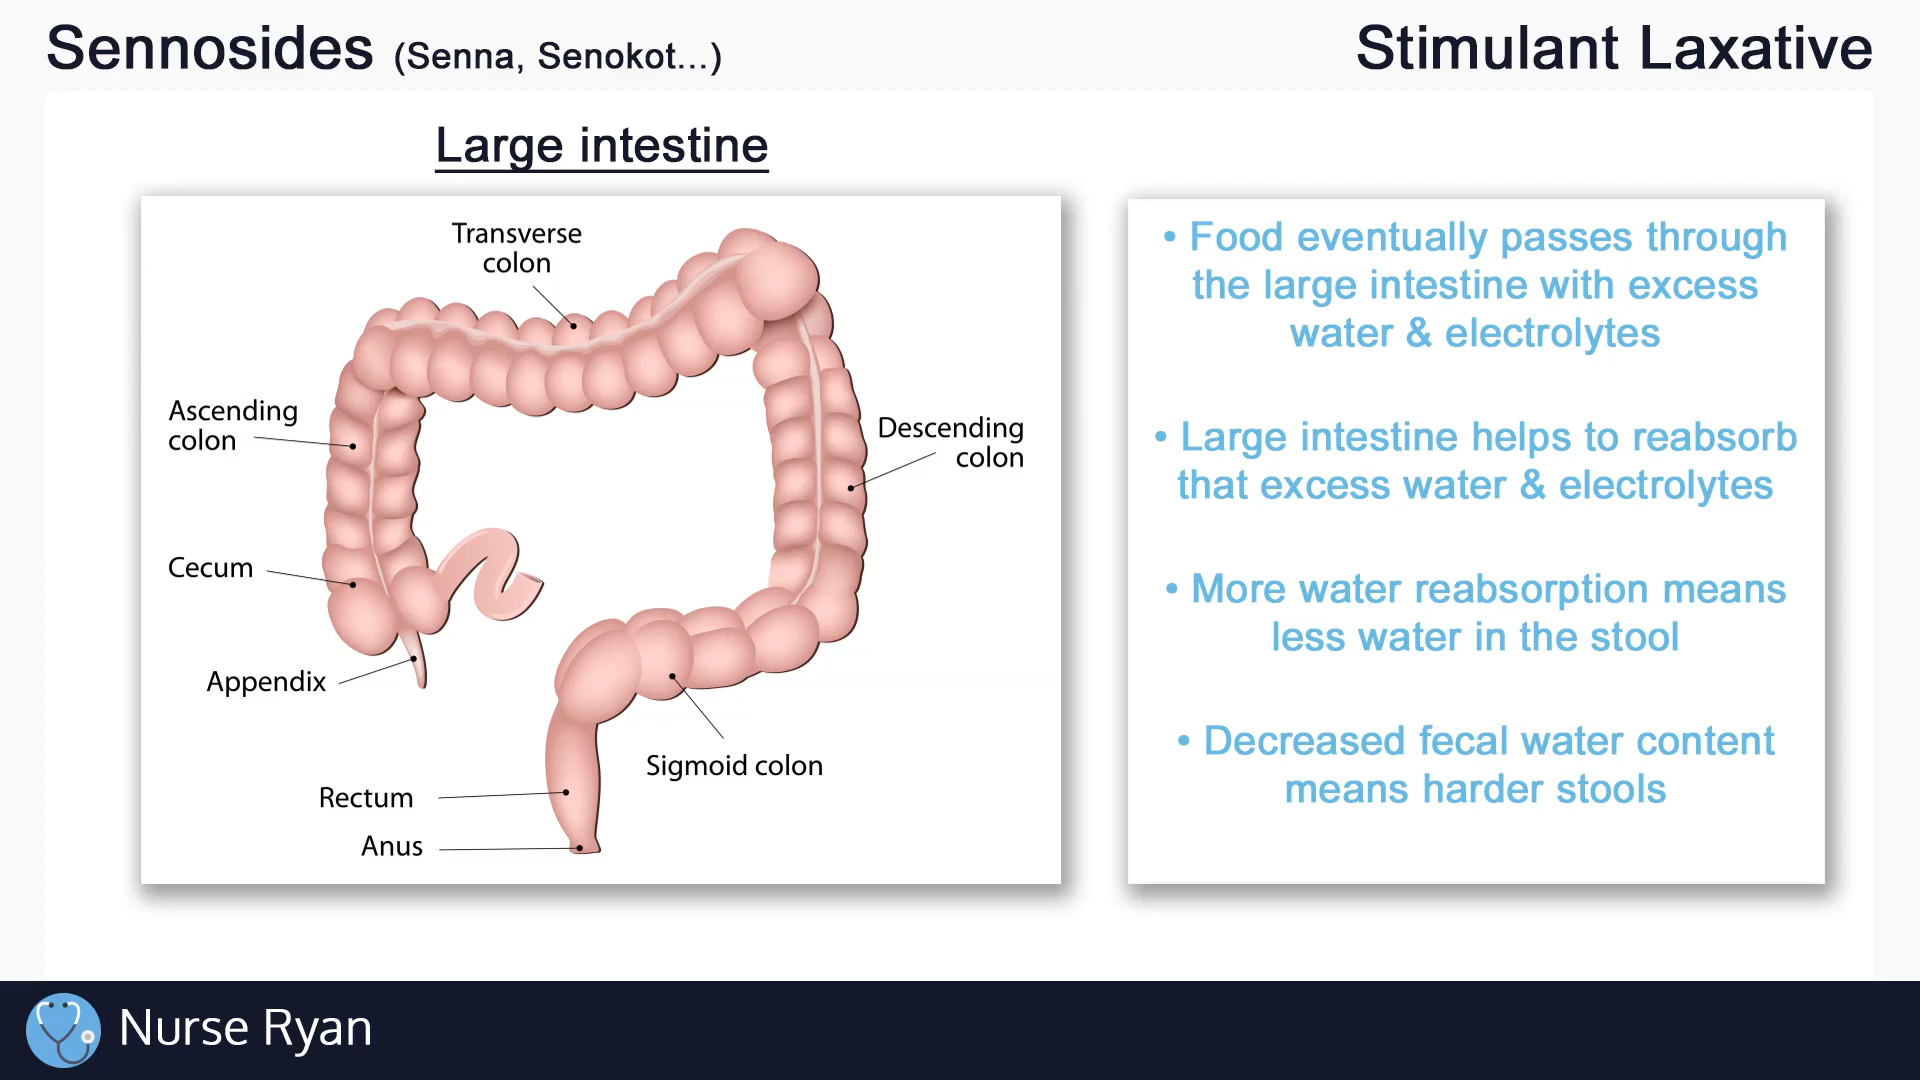 Sennosides (Senna, Senokot...)
Stimulant Laxative
Large intestine
Transverse
colon
Ascending
colon
Descending
colon
Cecum
Appendix
Sigmoid colon
Rectum
Anus
• Food eventually passes through
the large intestine with excess
water & electrolytes
• Large intestine helps to reabsorb
that excess water & electrolytes
• More water reabsorption means
less water in the stool
• Decreased fecal water content
means harder stools
Nurse Ryan